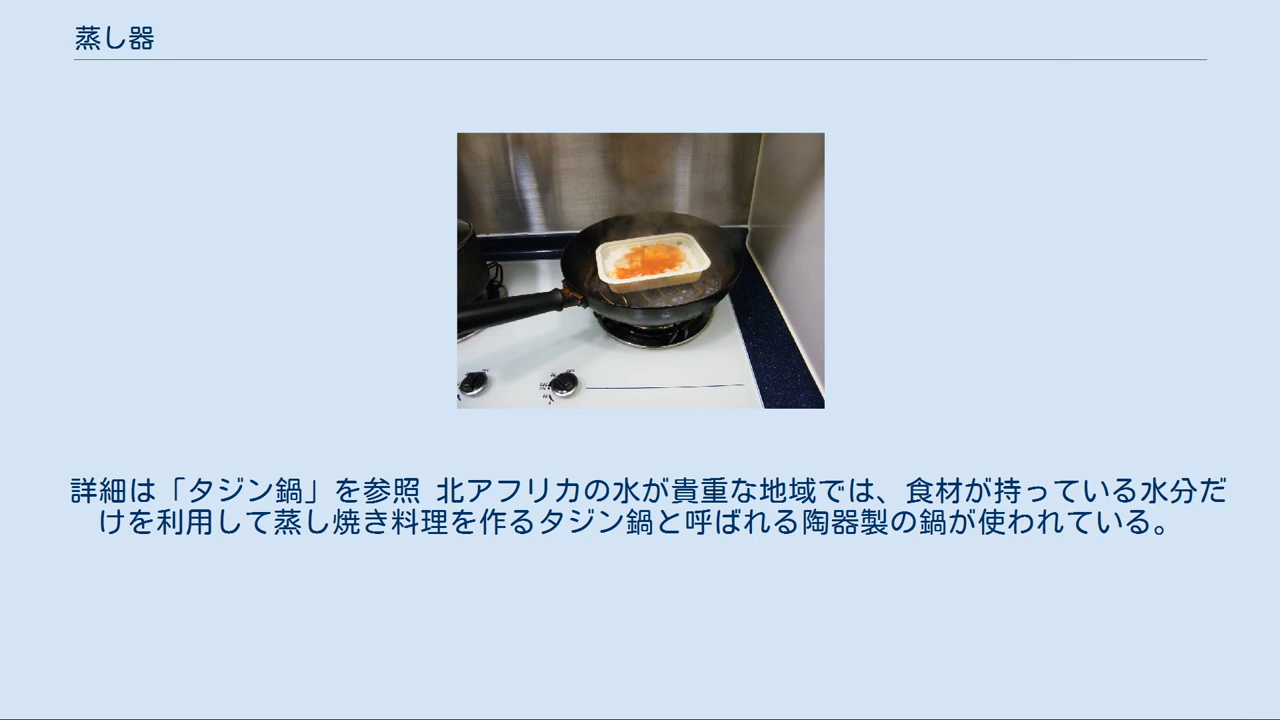 蒸し器
詳細は「タジン鍋」を参照 北アフリカの水が貴重な地域では、食材が持っている水分だ
けを利用して蒸し焼き料理を作るタジン鍋と呼ばれる陶器製の鍋が使われている。